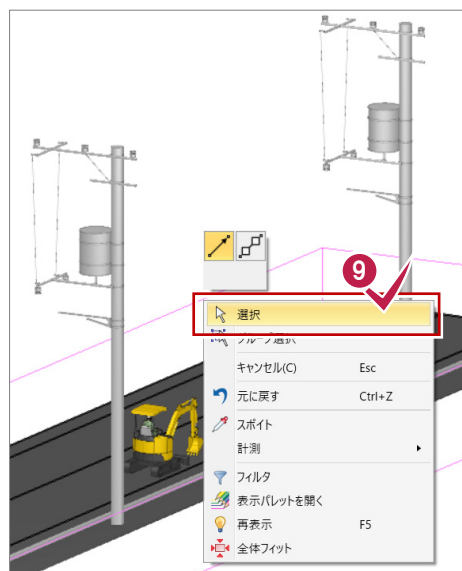 9
選択
グループ選択
キャンセル(C) Esc
元に戻す Ctrl+Z
スポイト
計測
フィルタ
表示パレットを開く
再表示 F5
全体フィット